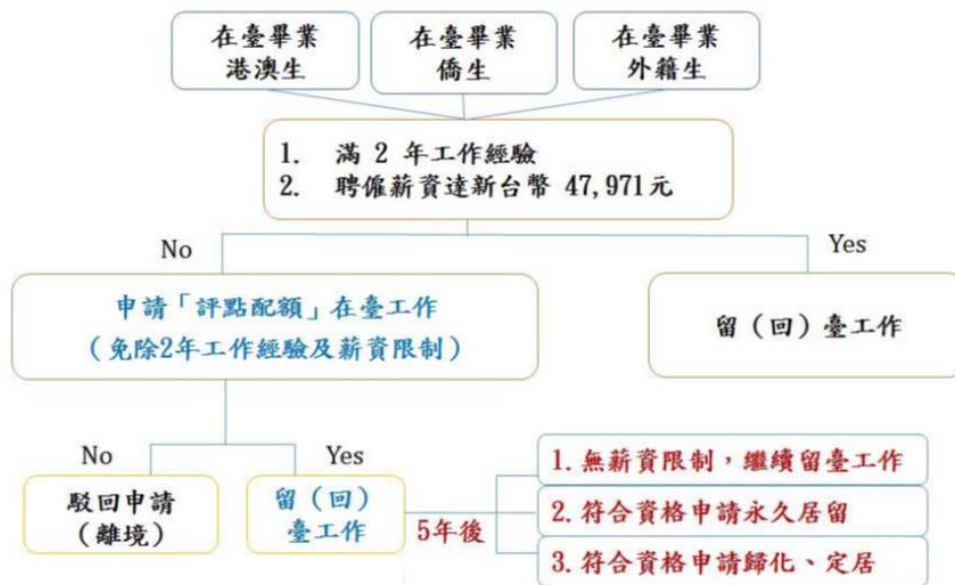 在臺畢業
港澳生
在臺畢業
僑生
在臺畢業
外籍生
1. 滿 2 年工作經驗
2. 聘僱薪資達新台幣 47,971元
No
Yes
申請「評點配額」在臺工作
(免除2年工作經驗及薪資限制)
留(回)臺工作
No
Yes
駁回申請
(離境)
留(回)
臺工作
5年後
1.無薪資限制,繼續留臺工作
2.符合資格申請永久居留
3.符合資格申請歸化、定居